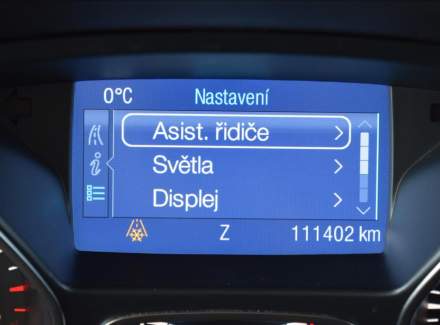 0°C Nastavení
Asist. řidiče
Světla
Displej
Z 111402 km